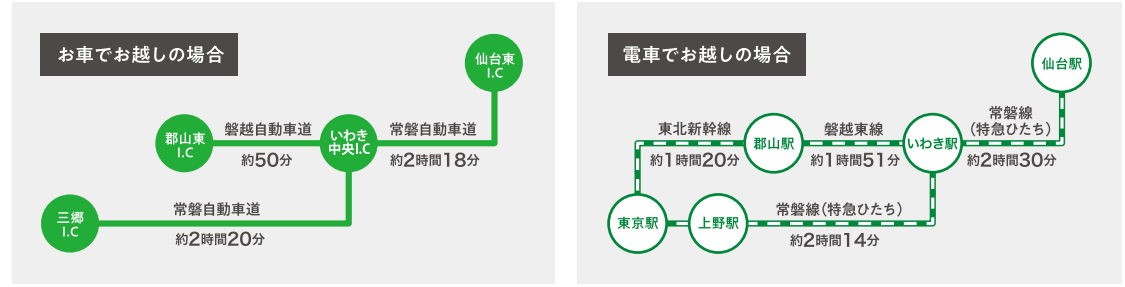 お車でお越しの場合
仙台東
I.C
郡山東
I.C
磐越自動車道
約50分
いわき
中央I.C
常磐自動車道
約2時間18分
三郷
I.C
常磐自動車道
約2時間20分
電車でお越しの場合
仙台駅
常磐線
(特急ひたち)
約2時間30分
東北新幹線
約1時間20分
郡山駅
磐越東線
約1時間51分
いわき駅
東京駅
上野駅
常磐線(特急ひたち)
約2時間14分